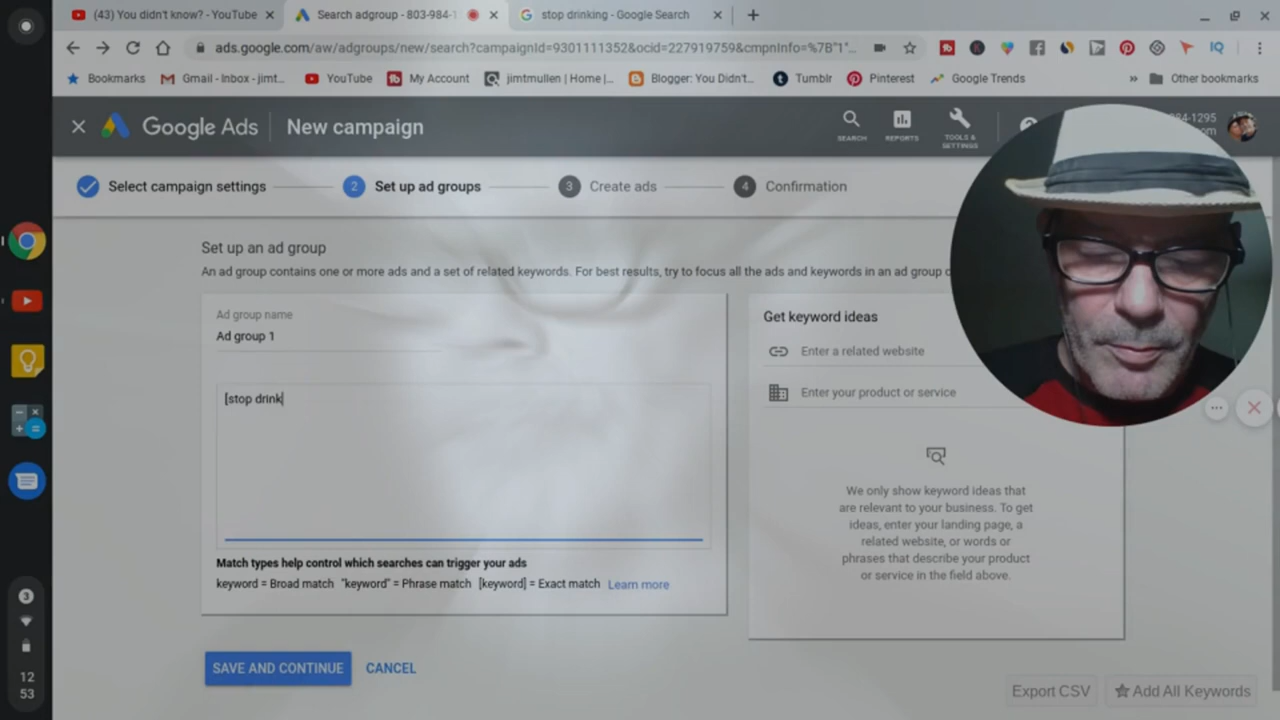 (43) You didn't know? - YouTube
Search adgroup - 803-984-1
stop drinking - Google Search
ads.google.com/aw/adgroups/new/search?campaignId=9301111352&ocid=227919759&cmpnInfo=%7B"1"...
Bookmarks
Gmail - Inbox - jimt...
YouTube
My Account
jimtmullen | Home |...
Blogger: You Didn't...
Tumblr
Pinterest
Google Trends
»
Other bookmarks
IQ
Google Ads
New campaign
SEARCH
REPORTS
TOOLS &
SETTINGS
84-1295
om
Select campaign settings
2 Set up ad groups
3 Create ads
4 Confirmation
Set up an ad group
An ad group contains one or more ads and a set of related keywords. For best results, try to focus all the ads and keywords in an ad group
Ad group name
Ad group 1
[stop drink
Match types help control which searches can trigger your ads
keyword = Broad match "keyword" = Phrase match [keyword] = Exact match Learn more
Get keyword ideas
Enter a related website
Enter your product or service
We only show keyword ideas that
are relevant to your business. To get
ideas, enter your landing page, a
related website, or words or
phrases that describe your product
or service in the field above.
SAVE AND CONTINUE
CANCEL
Export CSV
Add All Keywords
3
12
53